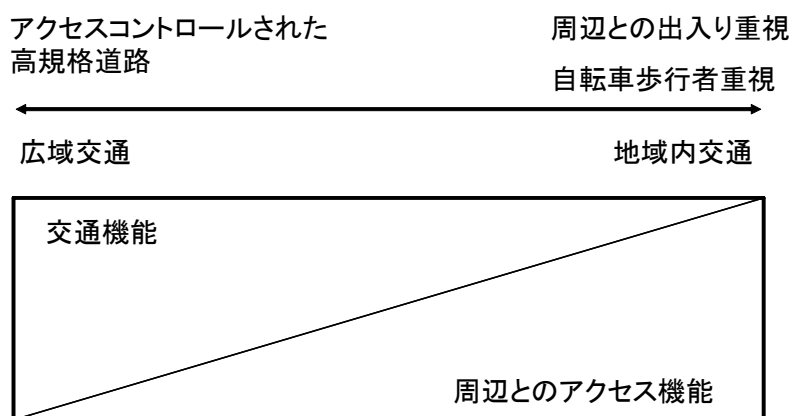 アクセスコントロールされた
高規格道路
周辺との出入り重視
自転車歩行者重視
広域交通
地域内交通
交通機能
周辺とのアクセス機能